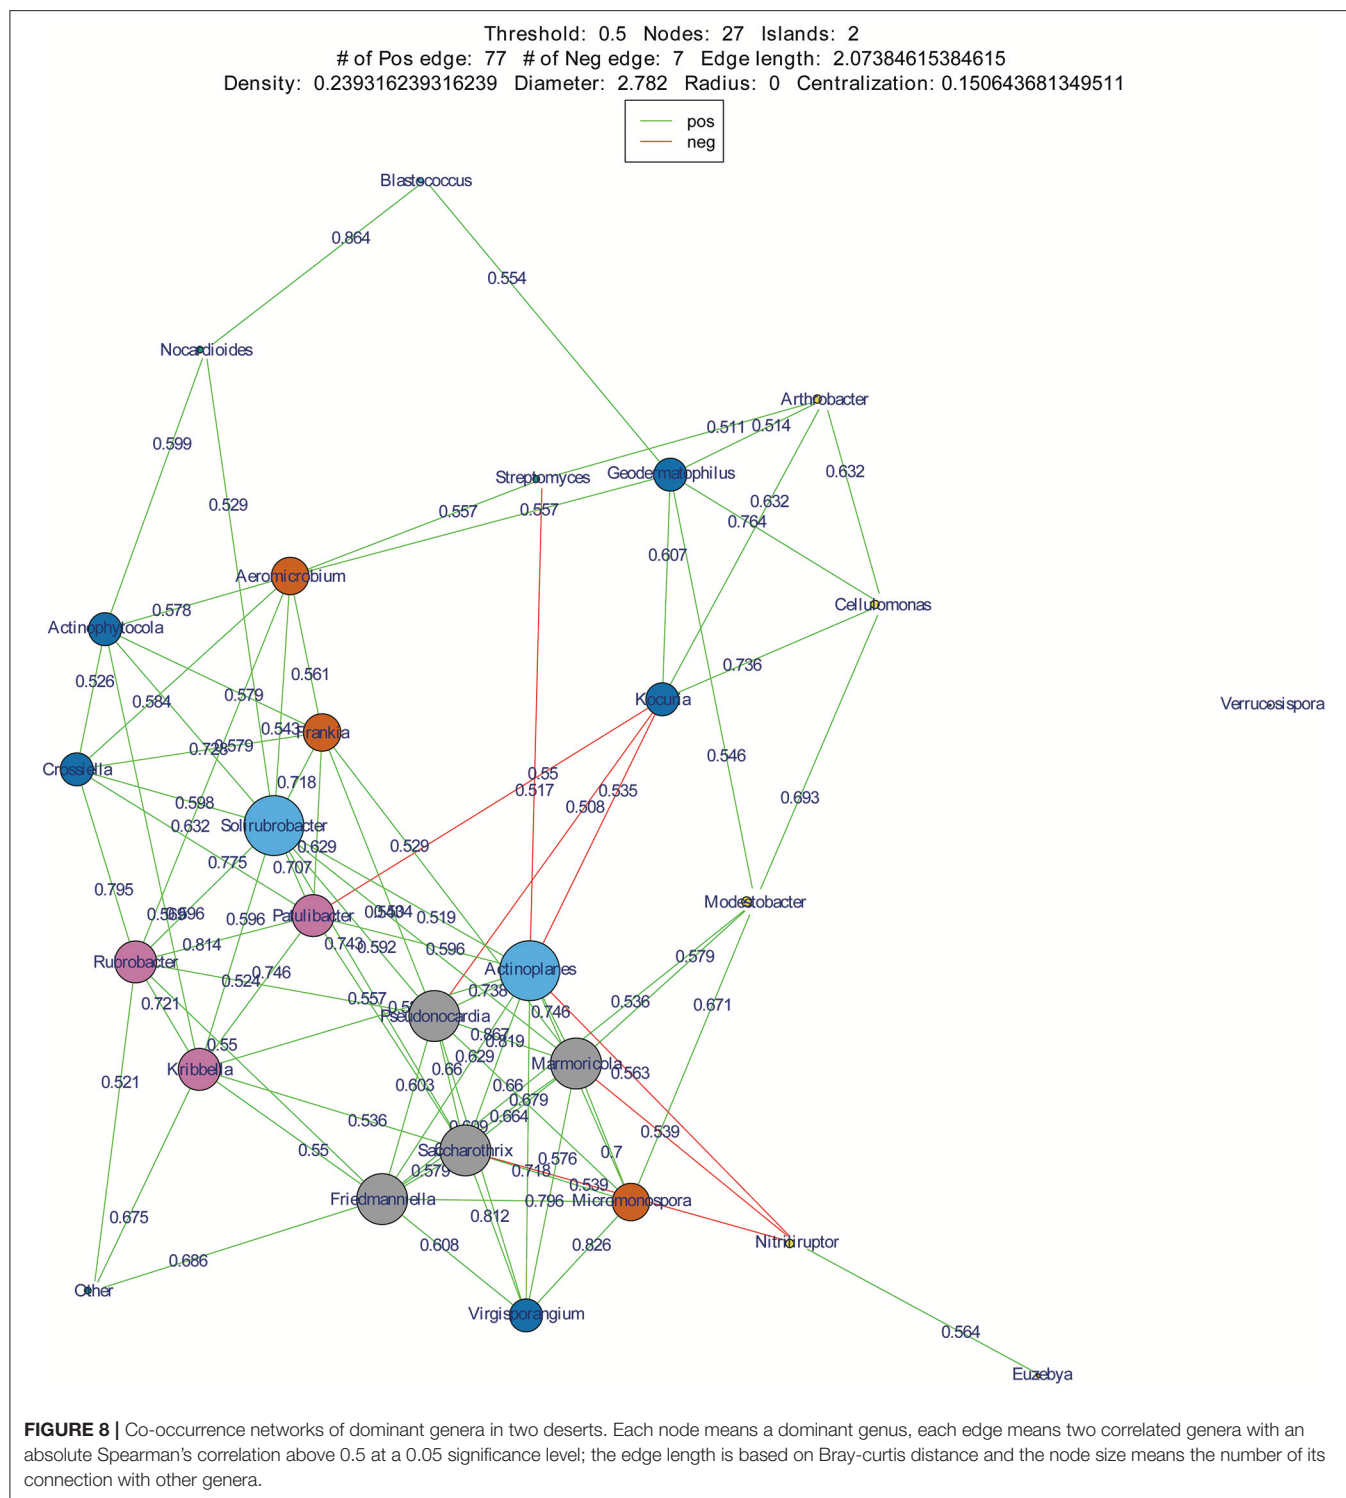 Threshold: 0.5 Nodes: 27 Islands: 2
# of Pos edge: 77 # of Neg edge: 7 Edge length: 2.07384615384615
Density: 0.239316239316239 Diameter: 2.782 Radius: 0 Centralization: 0.150643681349511
pos
neg
Blastococcus
0.864
0.554
Nocardioides
Arthrobacter
0.511
0.514
0.599
0.632
Streptomyces
Geodermatophilus
0.529
0.557
0.557
0.632
0.764
0.607
Aeromicrobium
0.578
Cellulomonas
Actinophytocola
0.561
0.736
0.526
0.584
0.579
Kocuria
Verrucosispora
0.543
Frankia
0.728
0.579
0.546
Crossiella
0.55
0.718
0.517
0.535
0.693
0.598
0.508
0.632
Solirubrobacter
0.629
0.529
0.775
0.707
0.795
Modestobacter
0.596
0.596
Patulibacter
0.519
0.814
0.743
0.592
0.596
0.579
Rubrobacter
0.746
Actinoplanes
0.524
0.738
0.721
0.557
0.536
0.671
0.746
Pseudonocardia
0.867
0.819
0.55
0.629
Marmoricola
Kribbella
0.66
0.563
0.521
0.603
0.66
0.679
0.664
0.536
0.539
0.55
Saccharothrix
0.7
0.576
0.579
0.718
0.539
Friedmanniella
0.796
Micromonospora
0.675
0.812
Nitriliruptor
0.686
0.608
0.826
Other
Virgisporangium
0.564
Euzebya
FIGURE 8 | Co-occurrence networks of dominant genera in two deserts. Each node means a dominant genus, each edge means two correlated genera with an
absolute Spearman's correlation above 0.5 at a 0.05 significance level; the edge length is based on Bray-curtis distance and the node size means the number of its
connection with other genera.